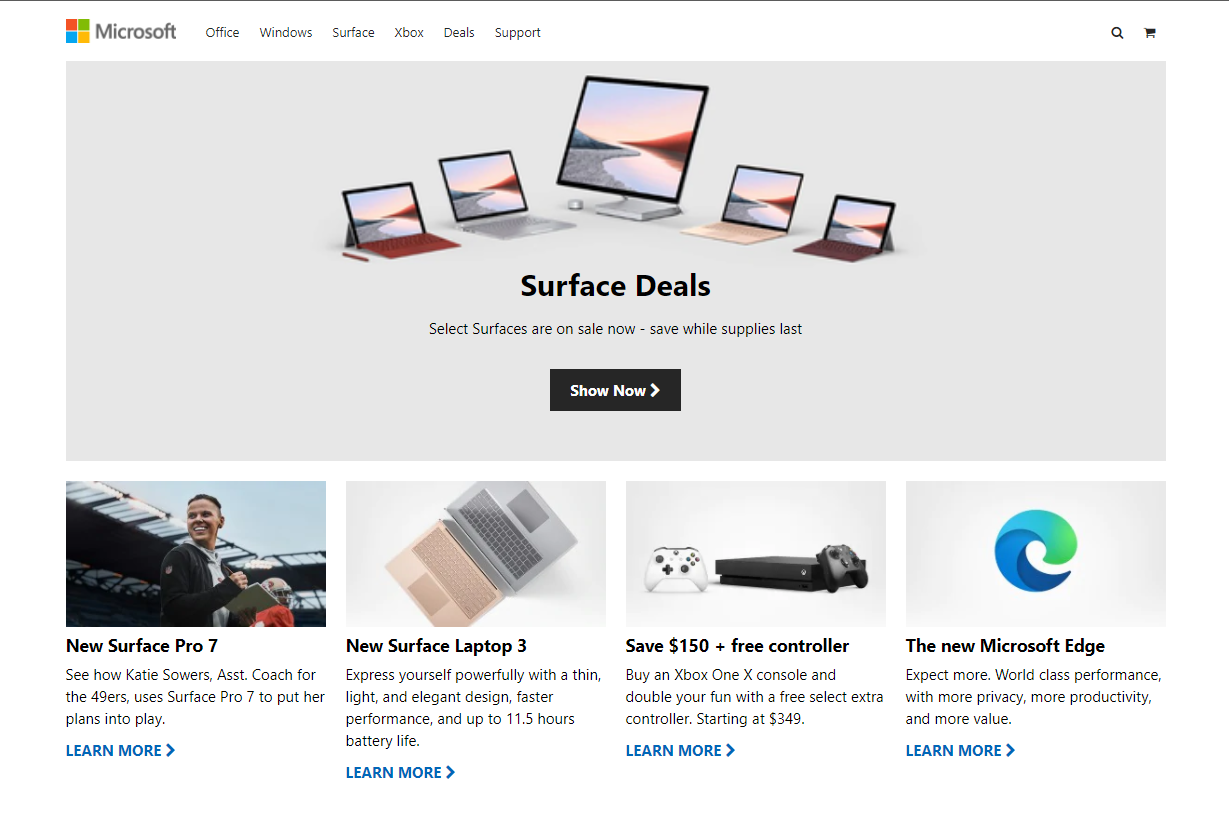 Microsoft Office Windows Surface Xbox Deals Support
Surface Deals
Select Surfaces are on sale now - save while supplies last
Show Now
New Surface Pro 7
See how Katie Sowers, Asst. Coach for
the 49ers, uses Surface Pro 7 to put her
plans into play.
LEARN MORE
New Surface Laptop 3
Express yourself powerfully with a thin,
light, and elegant design, faster
performance, and up to 11.5 hours
battery life.
LEARN MORE
Save $150 + free controller
Buy an Xbox One X console and
double your fun with a free select extra
controller. Starting at $349.
LEARN MORE
The new Microsoft Edge
Expect more. World class performance,
with more privacy, more productivity,
and more value.
LEARN MORE